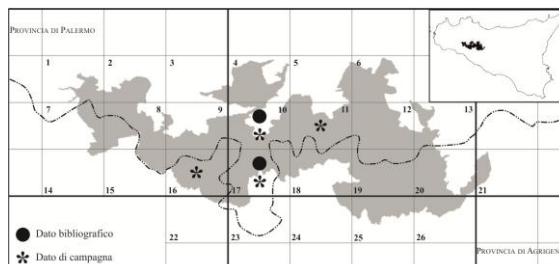 PROVINCIA DI PALERMO
1 2 3 4 5 6
7 8 9 10 11 12 13
14 15 16 17 18 19 20 21
22 23 24 25 26
Dato bibliografico
Dato di campagna
PROVINCIA DI AGRIGEN